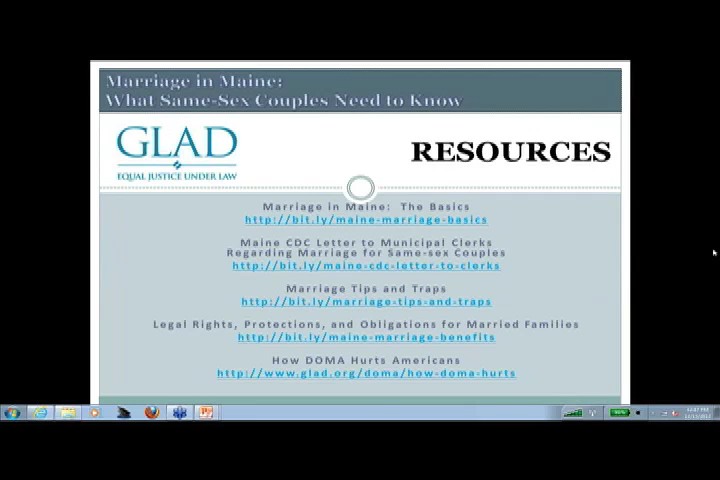 Marriage in Maine:
What Same-Sex Couples Need to Know
GLAD
EQUAL JUSTICE UNDER LAW
RESOURCES
Marriage in Maine: The Basics
http://bit.ly/maine-marriage-basics
Maine CDC Letter to Municipal Clerks
Regarding Marriage for Same-sex Couples
http://bit.ly/maine-cdc-letter-to-clerks
Marriage Tips and Traps
http://bit.ly/marriage-tips-and-traps
Legal Rights, Protections, and Obligations for Married Families
http://bit.ly/maine-marriage-benefits
How DOMA Hurts Americans
http://www.glad.org/doma/how-doma-hurts